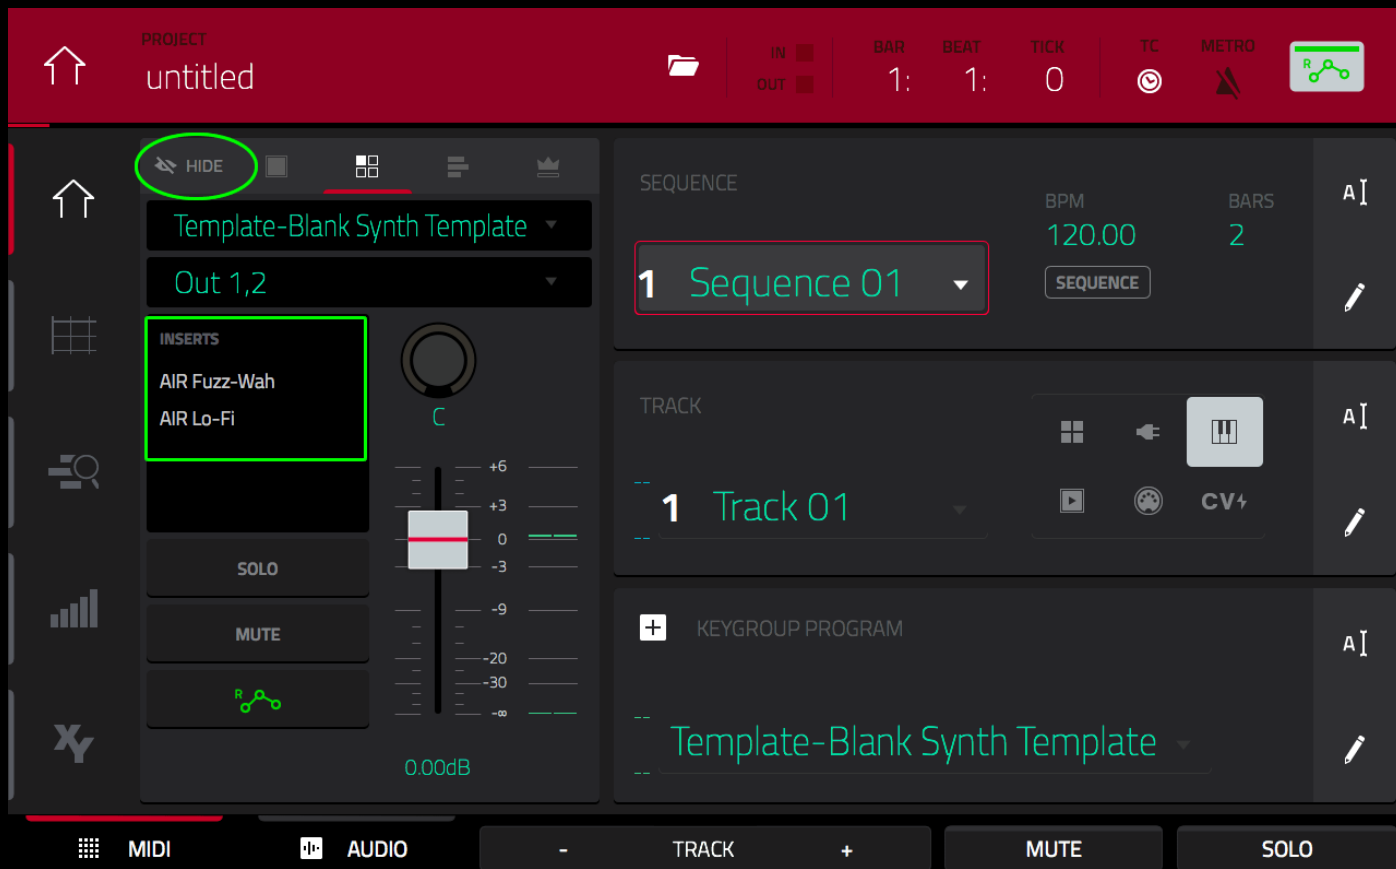 PROJECT
untitled
IN
OUT
BAR
1:
BEAT
1:
TICK
0
TC
METRO
R
HIDE
Template-Blank Synth Template
Out 1,2
INSERTS
AIR Fuzz-Wah
AIR Lo-Fi
C
+6
+3
0
-3
-9
-20
-30
-∞
0.00dB
SOLO
MUTE
R
SEQUENCE
1 Sequence 01
BPM
120.00
BARS
2
SEQUENCE
A
TRACK
1 Track 01
CV
A
KEYGROUP PROGRAM
Template-Blank Synth Template
A
XY
MIDI
AUDIO
- TRACK +
MUTE
SOLO